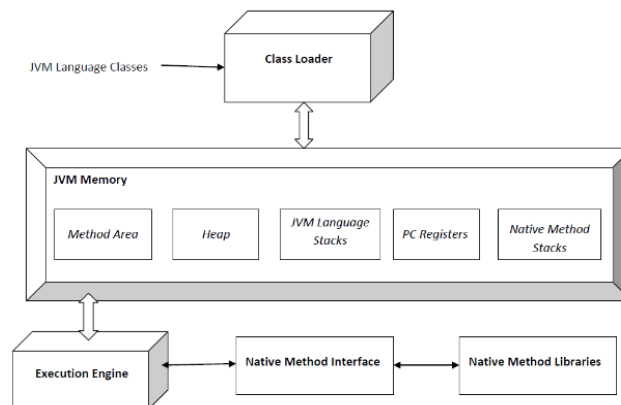 Class Loader
JVM Language Classes
JVM Memory
Method Area
Heap
JVM Language
Stacks
PC Registers
Native Method
Stacks
Execution Engine
Native Method Interface
Native Method Libraries